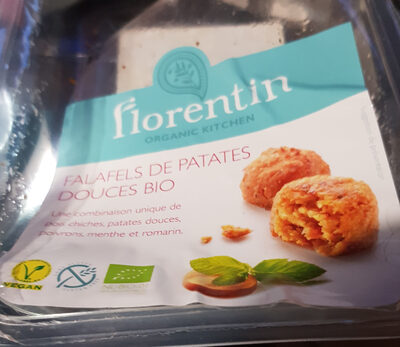 florentin
ORGANIC KITCHEN
FALAFELS DE PATATES
DOUCES BIO
Une combinaison unique de
pois chiches, patates douces,
poivrons, menthe et romann.
VEGAN